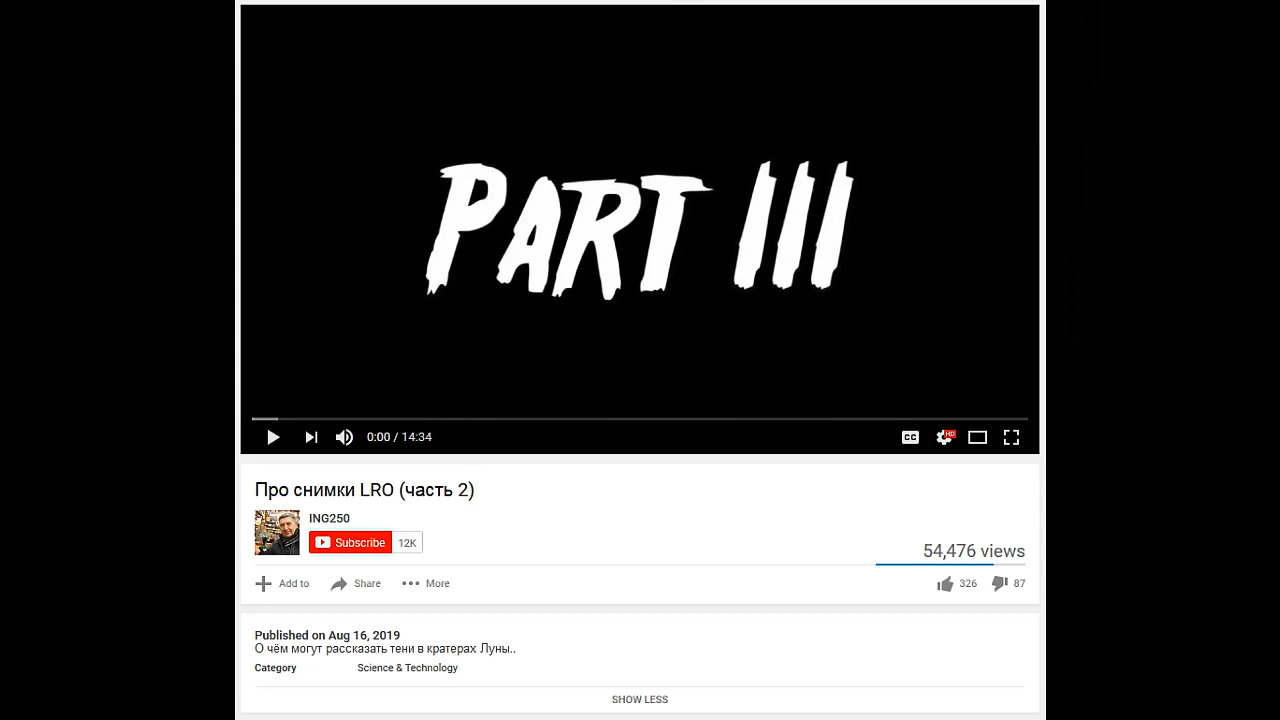 PART III
0:00 / 14:34
CC
HD
Про снимки LRO (часть 2)
ING250
Subscribe 12K
54,476 views
Add to Share More
326 87
Published on Aug 16, 2019
О чём могут рассказать тени в кратерах Луны..
Category Science & Technology
SHOW LESS